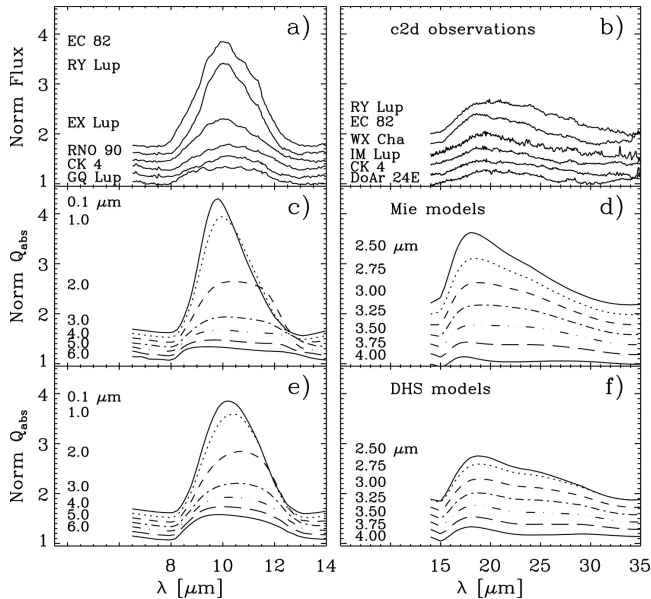 a)
EC 82
RY Lup
EX Lup
RNO 90
CK 4
GQ Lup
Norm Flux
4
3
2
1
c2d observations
b)
RY Lup
EC 82
WX Cha
IM Lup
CK 4
DoAr 24E
c)
0.1 μm
1.0
2.0
3.0
4.0
5.0
6.0
Norm Qabs
4
3
2
1
Mie models
d)
2.50 μm
2.75
3.00
3.25
3.50
3.75
4.00
e)
0.1 μm
1.0
2.0
3.0
4.0
5.0
6.0
Norm Qabs
4
3
2
1
6 8 10 12 14
λ [μm]
DHS models
f)
2.50 μm
2.75
3.00
3.25
3.50
3.75
4.00
10 15 20 25 30 35
λ [μm]